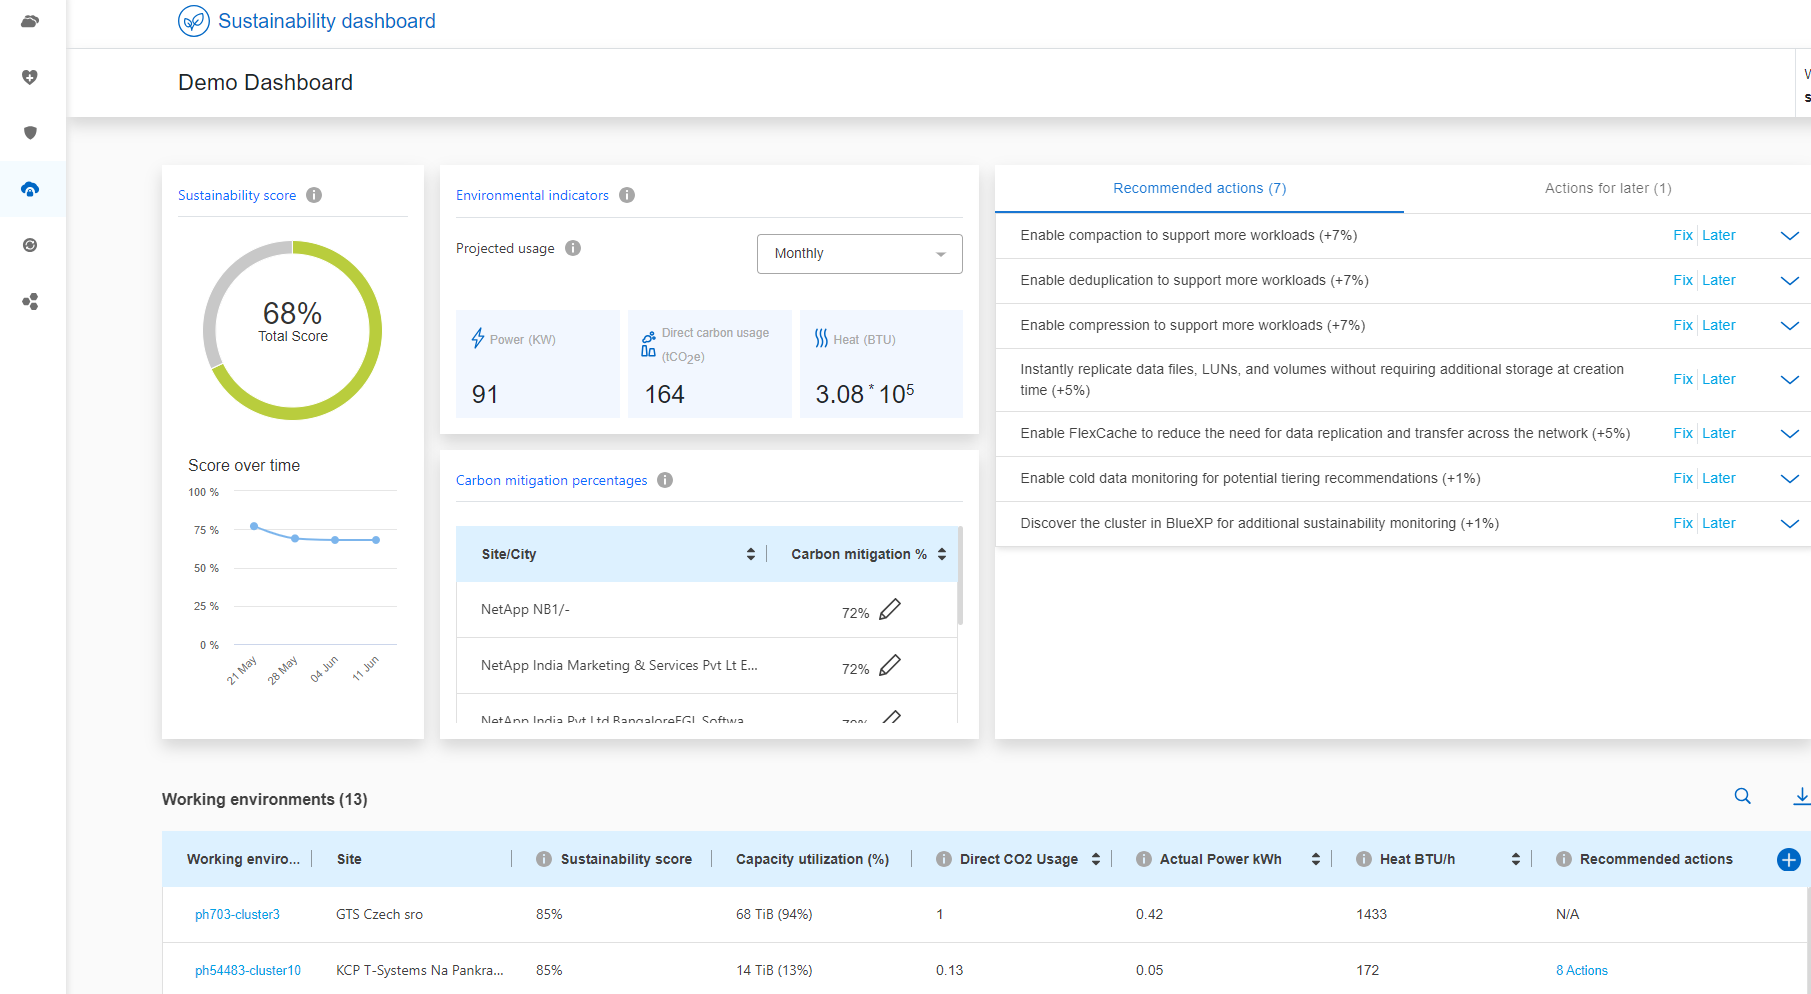 Sustainability dashboard
Demo Dashboard
Sustainability score
68%
Total Score
Score over time
100 %
75 %
50 %
25 %
0 %
21 May
28 May
04 Jun
11 Jun
Environmental indicators
Projected usage
Monthly
Power (KW)
91
Direct carbon usage
(tCO2e)
164
Heat (BTU)
3.08 * 10⁵
Carbon mitigation percentages
Site/City
Carbon mitigation %
NetApp NB1/-
72%
NetApp India Marketing & Services Pvt Lt E...
72%
NetApp India Pvt Ltd BangaloreEGL Softwa
Recommended actions (7)
Actions for later (1)
Enable compaction to support more workloads (+7%)
Fix Later
Enable deduplication to support more workloads (+7%)
Fix Later
Enable compression to support more workloads (+7%)
Fix Later
Instantly replicate data files, LUNs, and volumes without requiring additional storage at creation
time (+5%)
Fix Later
Enable FlexCache to reduce the need for data replication and transfer across the network (+5%)
Fix Later
Enable cold data monitoring for potential tiering recommendations (+1%)
Fix Later
Discover the cluster in BlueXP for additional sustainability monitoring (+1%)
Fix Later
Working environments (13)
Working enviro... Site Sustainability score Capacity utilization (%) Direct CO2 Usage Actual Power kWh Heat BTU/h Recommended actions
ph703-cluster3 GTS Czech sro 85% 68 TiB (94%) 1 0.42 1433 N/A
ph54483-cluster10 KCP T-Systems Na Pankra... 85% 14 TiB (13%) 0.13 0.05 172 8 Actions